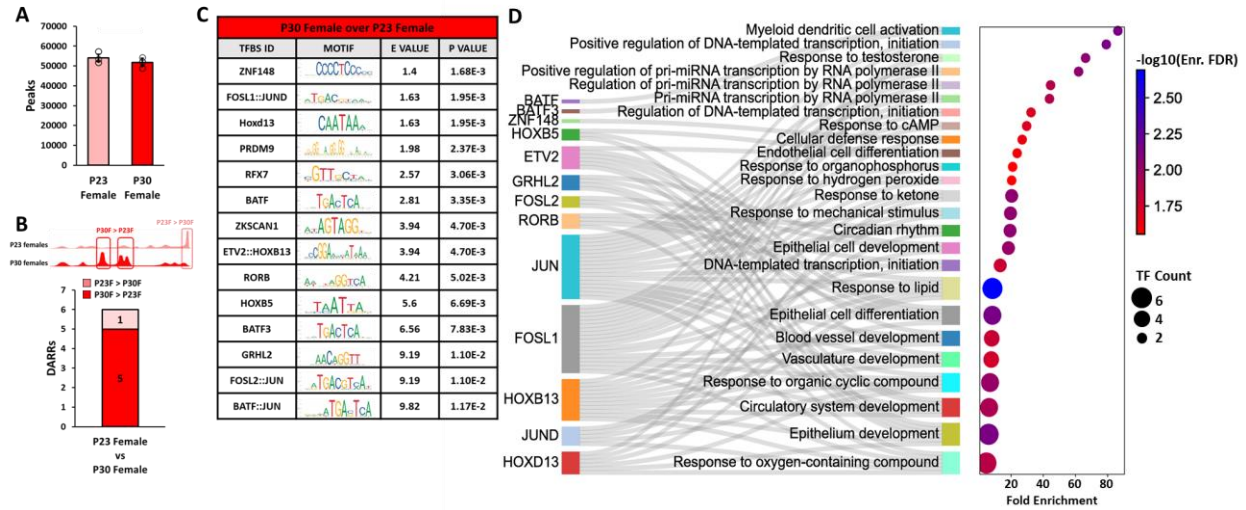 A
70000
60000
50000
40000
30000
20000
10000
0
Peaks
P23
Female
P30
Female
B
P23F > P30F
P30F > P23F
P23 females
P30 females
P23F > P30F
P30F > P23F
7
6
5
4
3
2
1
0
DARRs
1
5
P23 Female
vs
P30 Female
C
P30 Female over P23 Female
TFBS ID MOTIF E VALUE P VALUE
ZNF148 1.4 1.68E-3
FOSL1::JUND 1.63 1.95E-3
Hoxd13 CAATAA 1.63 1.95E-3
PRDM9 1.98 2.37E-3
RFX7 2.57 3.06E-3
BATF TGACTCA 2.81 3.35E-3
ZKSCAN1 3.94 4.70E-3
ETV2::HOXB13 3.94 4.70E-3
RORB 4.21 5.02E-3
HOXB5 5.6 6.69E-3
BATF3 TGACTCA 6.56 7.83E-3
GRHL2 AACAGGTT 9.19 1.10E-2
FOSL2::JUN 9.19 1.10E-2
BATF::JUN 9.82 1.17E-2
D
BATF
BATF3
ZNF148
HOXB5
ETV2
GRHL2
FOSL2
RORB
JUN
FOSL1
HOXB13
JUND
HOXD13
Myeloid dendritic cell activation
Positive regulation of DNA-templated transcription, initiation
Response to testosterone
Positive regulation of pri-miRNA transcription by RNA polymerase II
Regulation of pri-miRNA transcription by RNA polymerase II
Pri-miRNA transcription by RNA polymerase II
Regulation of DNA-templated transcription, initiation
Response to cAMP
Cellular defense response
Endothelial cell differentiation
Response to organophosphorus
Response to hydrogen peroxide
Response to ketone
Response to mechanical stimulus
Circadian rhythm
Epithelial cell development
DNA-templated transcription, initiation
Response to lipid
Epithelial cell differentiation
Blood vessel development
Vasculature development
Response to organic cyclic compound
Circulatory system development
Epithelium development
Response to oxygen-containing compound
20 40 60 80
Fold Enrichment
-log10(Enr. FDR)
2.50
2.25
2.00
1.75
TF Count
6
4
2